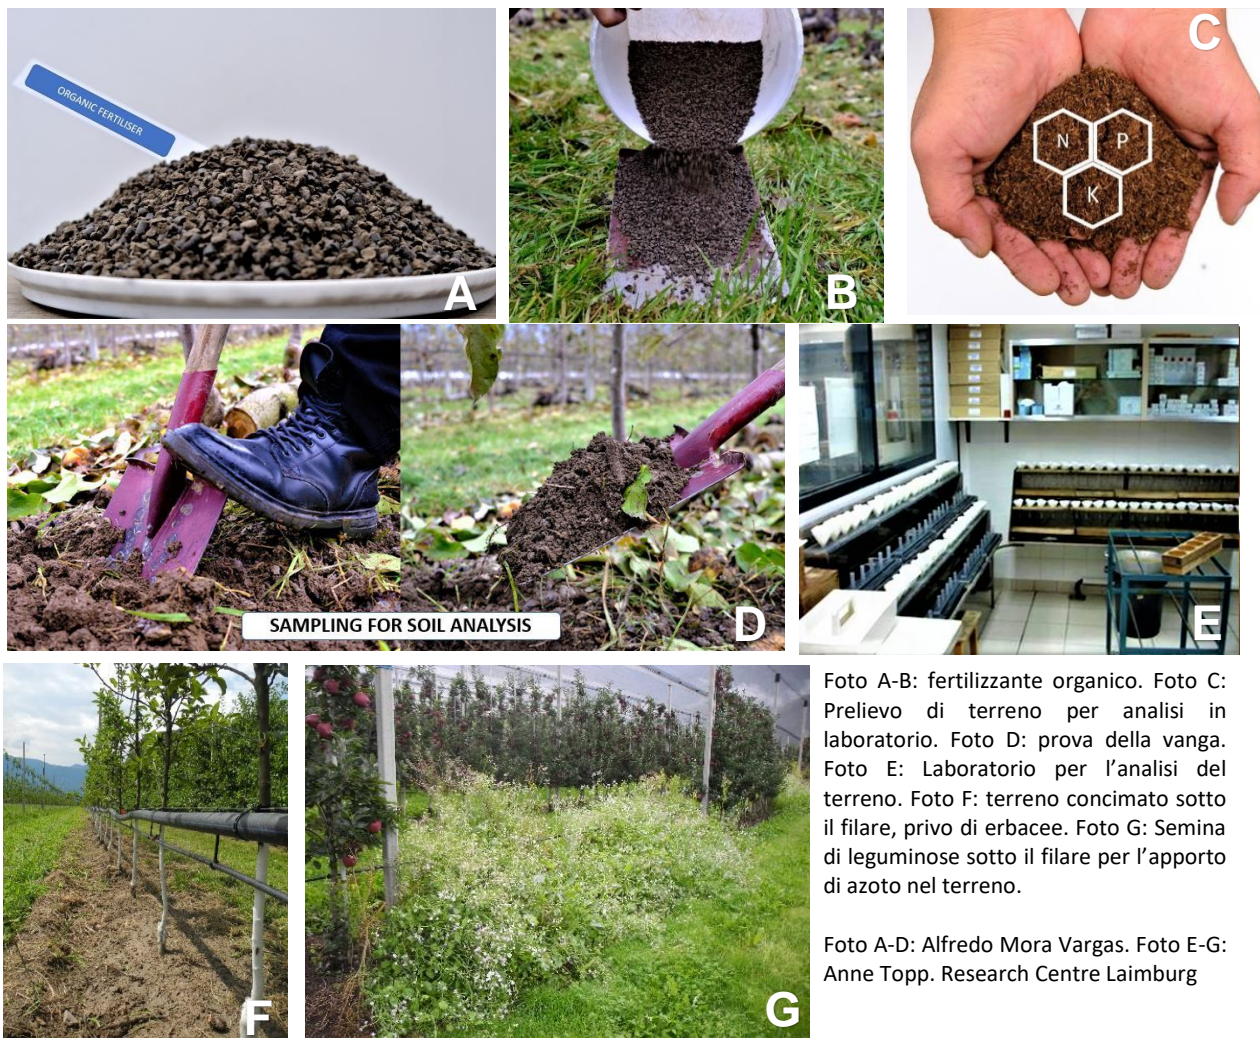 ORGANIC FERTILISER
A
B
C
N
P
K
SAMPLING FOR SOIL ANALYSIS
D
E
F
G
Foto A-B: fertilizzante organico. Foto C:
Prelievo di terreno per analisi in
laboratorio. Foto D: prova della vanga.
Foto E: Laboratorio per l’analisi del
terreno. Foto F: terreno concimato sotto
il filare, privo di erbacee. Foto G: Semina
di leguminose sotto il filare per l’apporto
di azoto nel terreno.
Foto A-D: Alfredo Mora Vargas. Foto E-G:
Anne Topp. Research Centre Laimburg